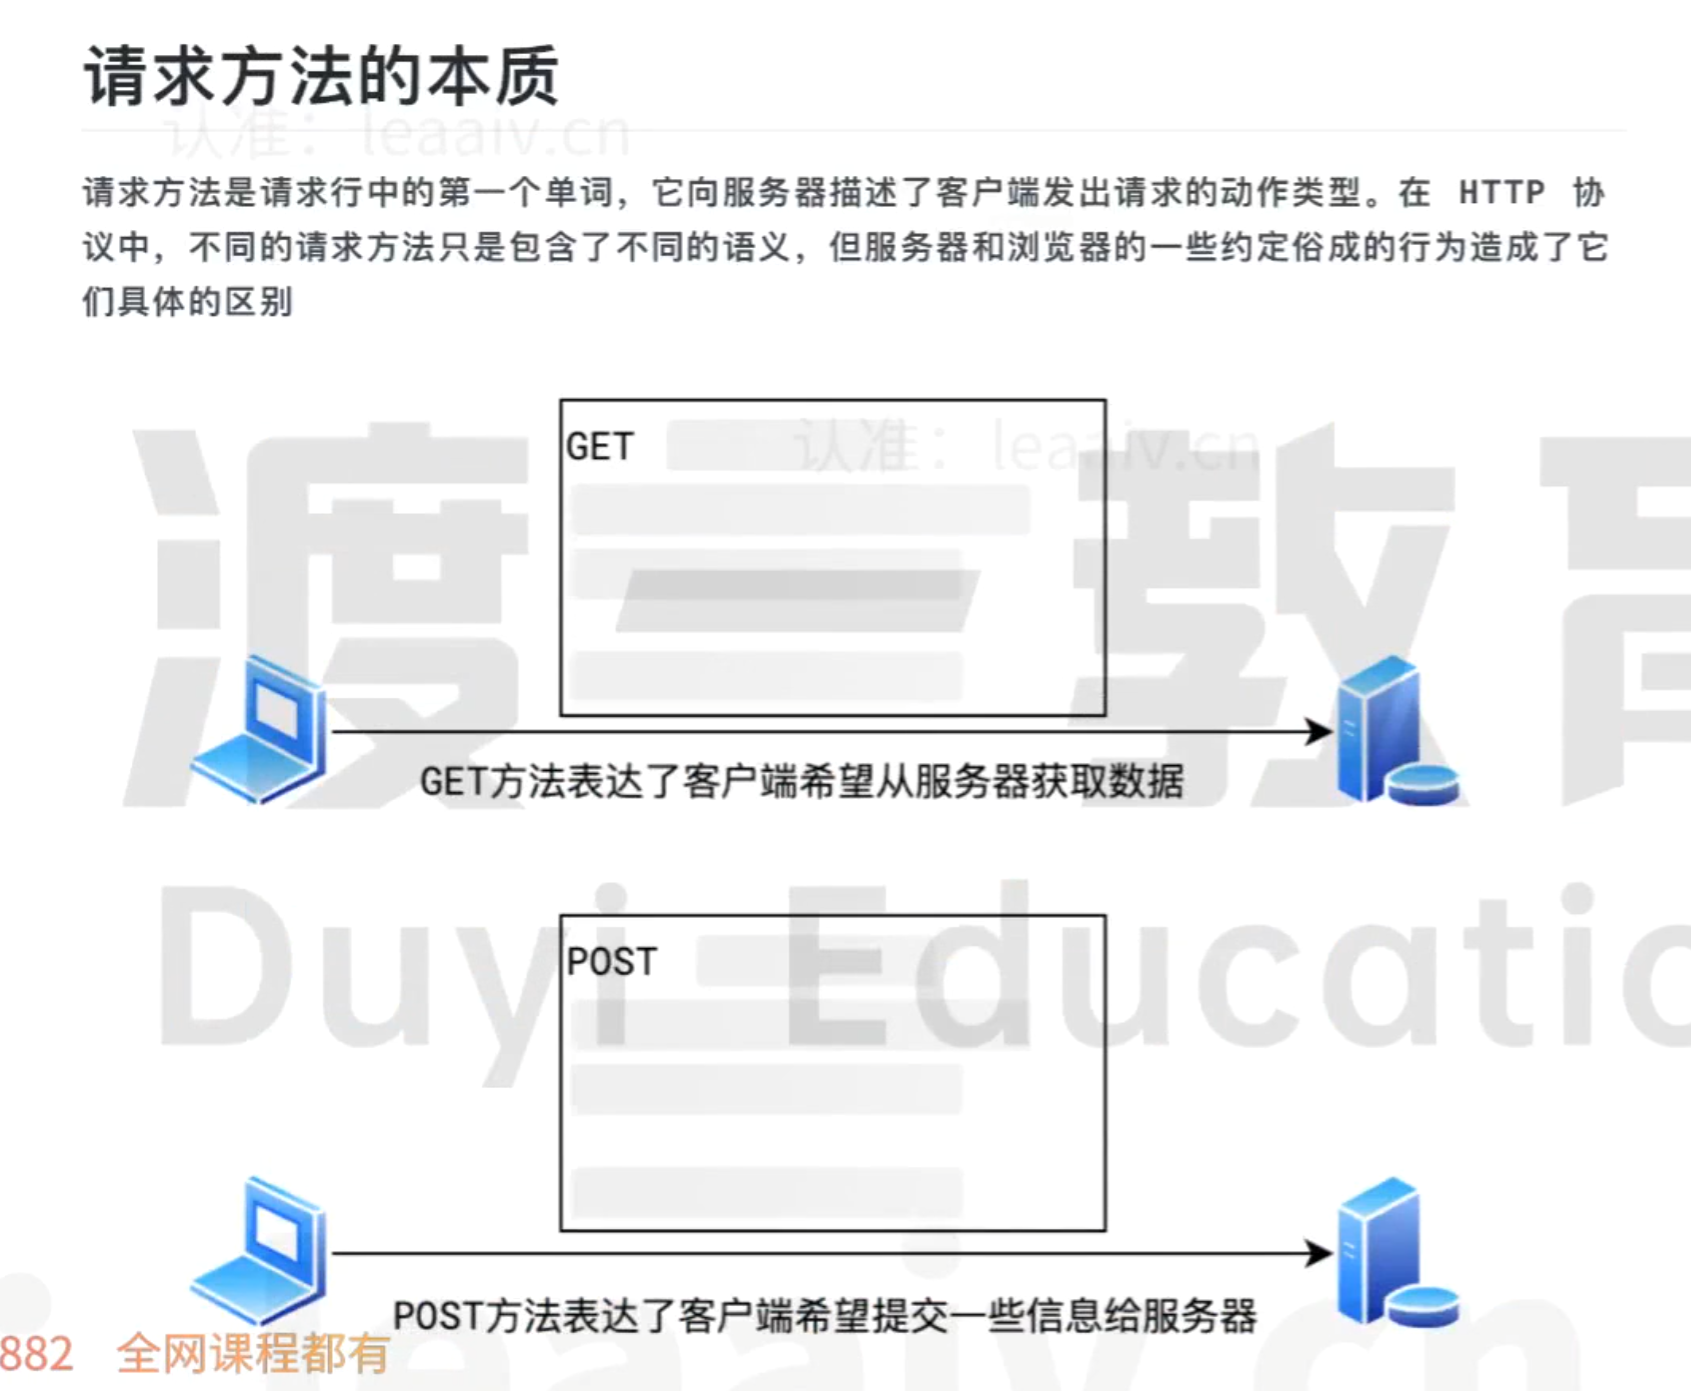 请求方法的本质
认准：leaaiv.cn
请求方法是请求行中的第一个单词，它向服务器描述了客户端发出请求的动作类型。在 HTTP 协
议中，不同的请求方法只是包含了不同的语义，但服务器和浏览器的一些约定俗成的行为造成了它
们具体的区别
GET
认准：leaaiv.cn
渡一教育
GET方法表达了客户端希望从服务器获取数据
Duyi Educatio
POST
POST方法表达了客户端希望提交一些信息给服务器
leaaiv.cn
882 全网课程都有